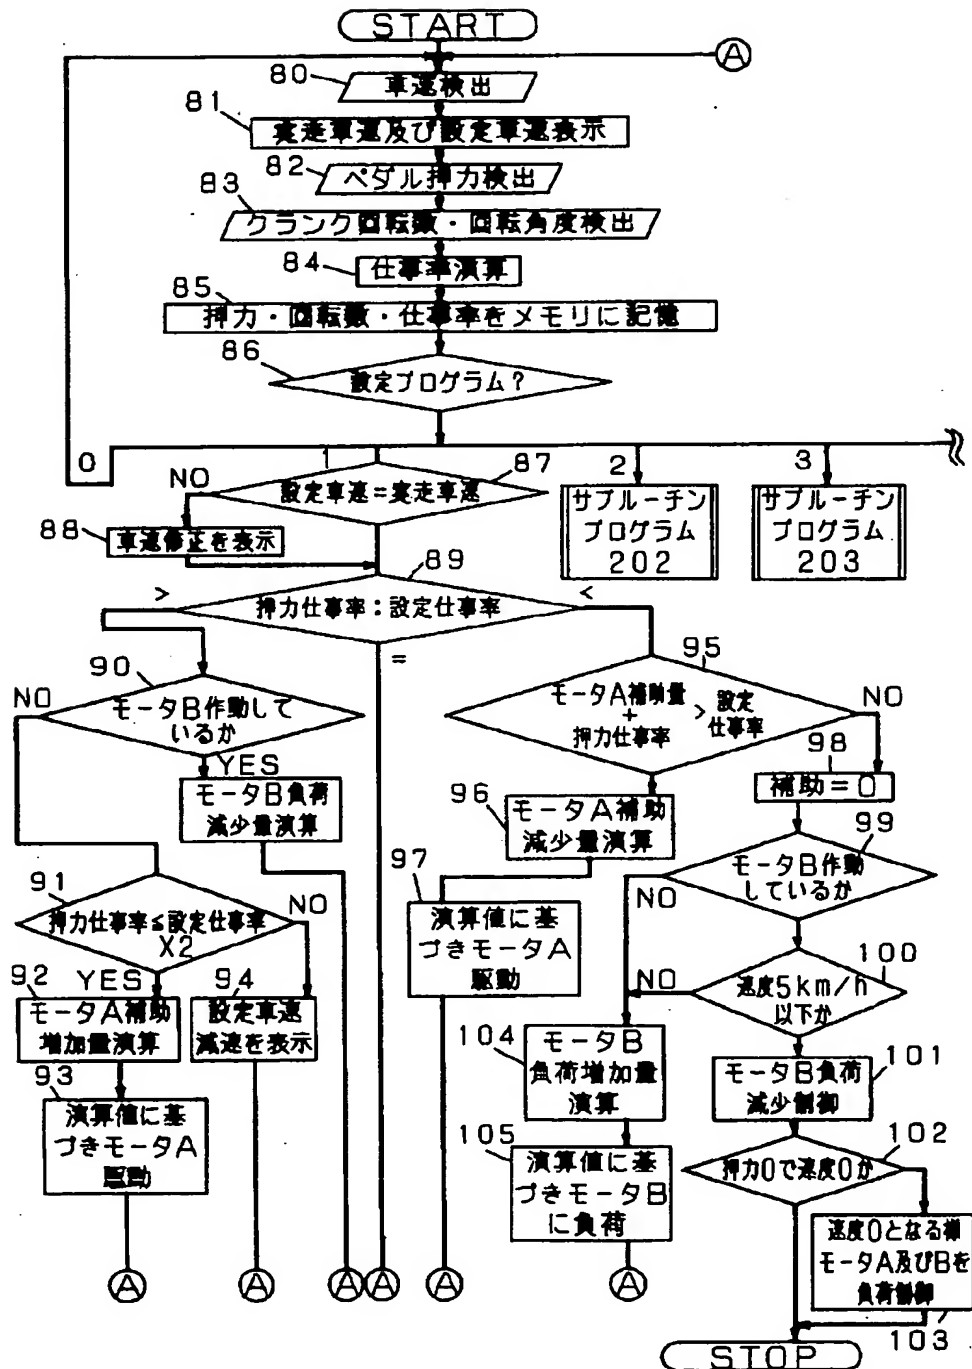 START
A
80
車速検出
81
実走車速及び設定車速表示
82
ペダル押力検出
83
クランク回転数・回転角度検出
84
仕事率演算
85
押力・回転数・仕事率をメモリに記憶
86
設定プログラム?
0
1
2
3
87
NO
設定車速=実走車速
サブルーチン
プログラム
202
サブルーチン
プログラム
203
88
車速修正を表示
89
>
押力仕事率:設定仕事率
<
=
90
NO
モータB作動して
いるか
YES
モータB負荷
減少量演算
95
モータA補助量
+
押力仕事率
>
設定
仕事率
NO
96
モータA補助
減少量演算
97
演算値に基
づきモータA
駆動
98
補助=0
99
モータB作動
しているか
NO
91
押力仕事率≦設定仕事率
X2
NO
YES
92
モータA補助
増加量演算
93
演算値に基
づきモータA
駆動
94
設定車速
減速を表示
100
速度5km/h
以下か
NO
101
モータB負荷
減少制御
102
押力0で速度0か
104
モータB
負荷増加量
演算
105
演算値に基
づきモータB
に負荷
速度0となる様
モータA及びBを
負荷制御
103
A
A
A
A
A
A
STOP